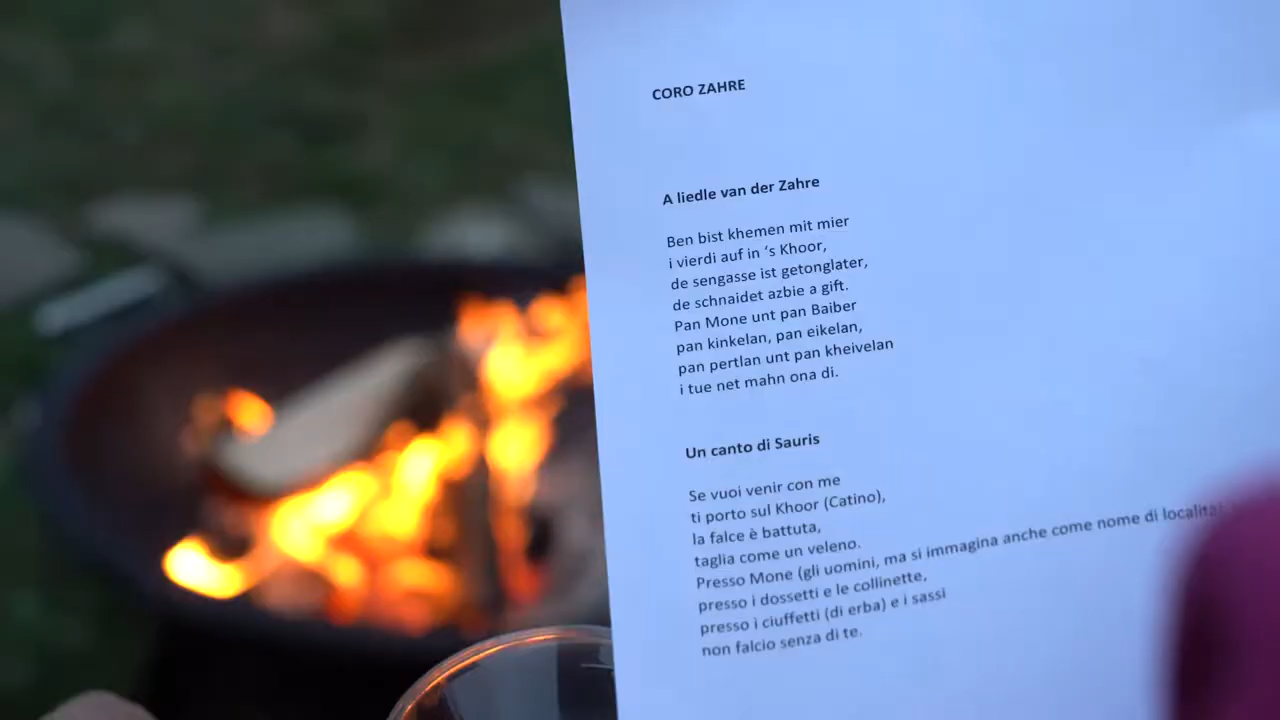 CORO ZAHRE
A liedle van der Zahre
Ben bist khemen mit mier
i vierdi auf in ‘s Khoor,
de sengasse ist getonglater,
de schnaidet azbie a gift.
Pan Mone unt pan Baiber
pan kinkelan, pan eikelan,
pan pertlan unt pan kheivelan
i tue net mahn ona di.
Un canto di Sauris
Se vuoi venir con me
ti porto sul Khoor (Catino),
la falce è battuta,
taglia come un veleno.
Presso Mone (gli uomini, ma si immagina anche come nome di località)
presso i dossetti e le collinette,
presso i ciuffetti (di erba) e i sassi
non falcio senza di te.